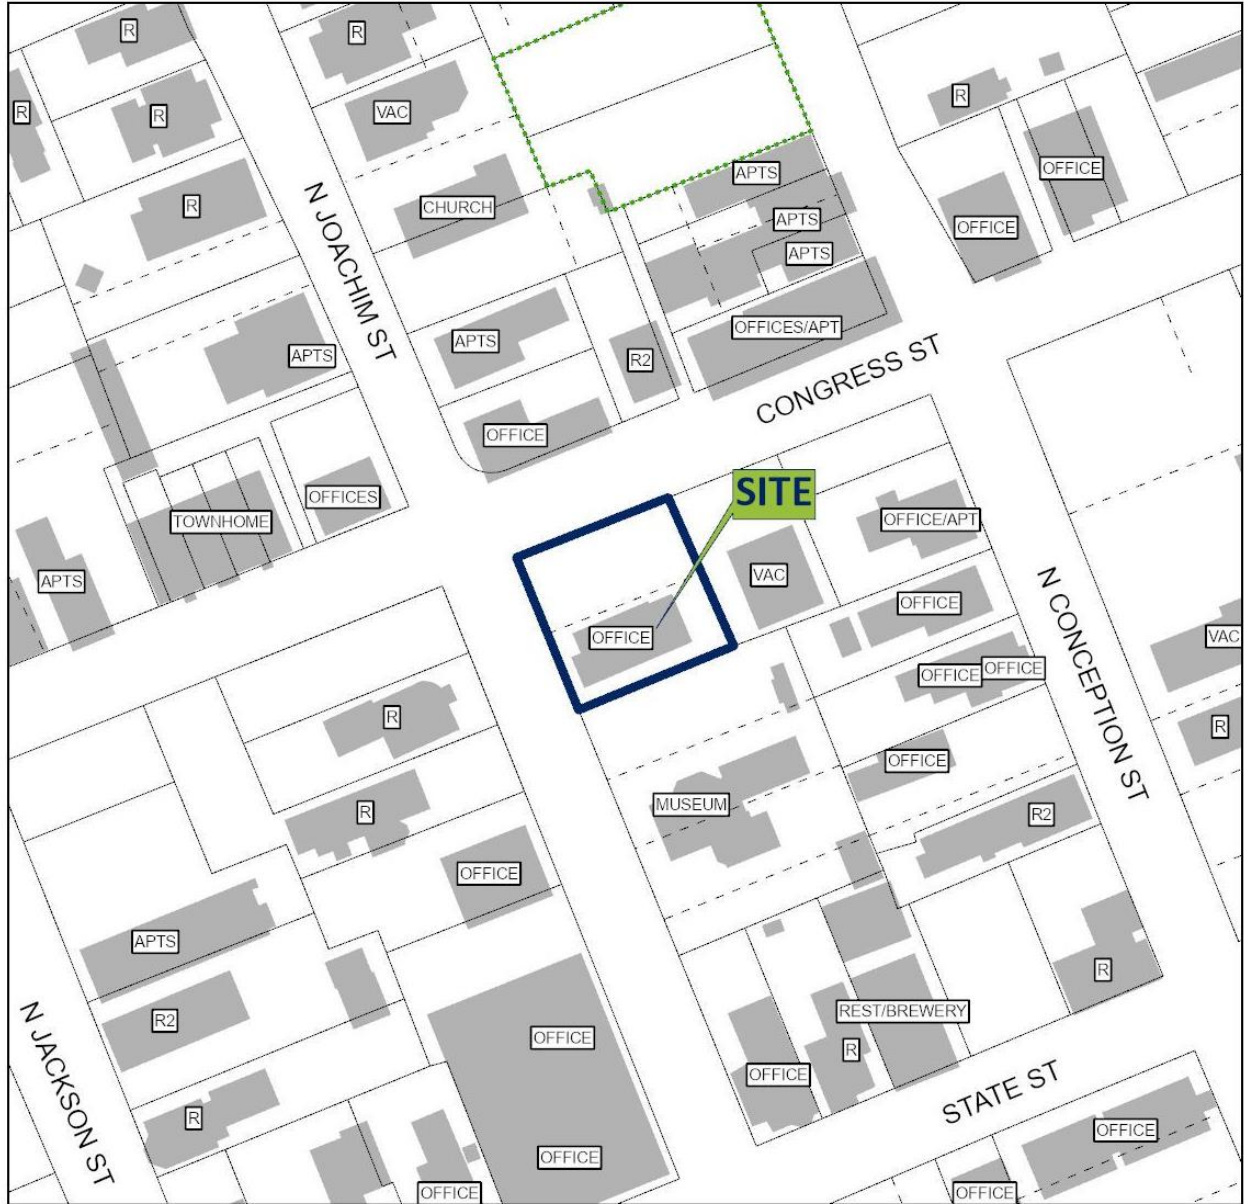 R
R
R
R
VAC
R
CHURCH
APTS
APTS
APTS
R
OFFICE
OFFICE
N JOACHIM ST
APTS
APTS
R2
OFFICES/APT
CONGRESS ST
OFFICE
OFFICES
TOWNHOME
APTS
SITE
OFFICE/APT
VAC
OFFICE
OFFICE
OFFICE
OFFICE
VAC
R
N CONCEPTION ST
R
R
MUSEUM
OFFICE
R2
OFFICE
APTS
R2
R
N JACKSON ST
OFFICE
OFFICE
REST/BREWERY
R
R
OFFICE
STATE ST
OFFICE
OFFICE
OFFICE